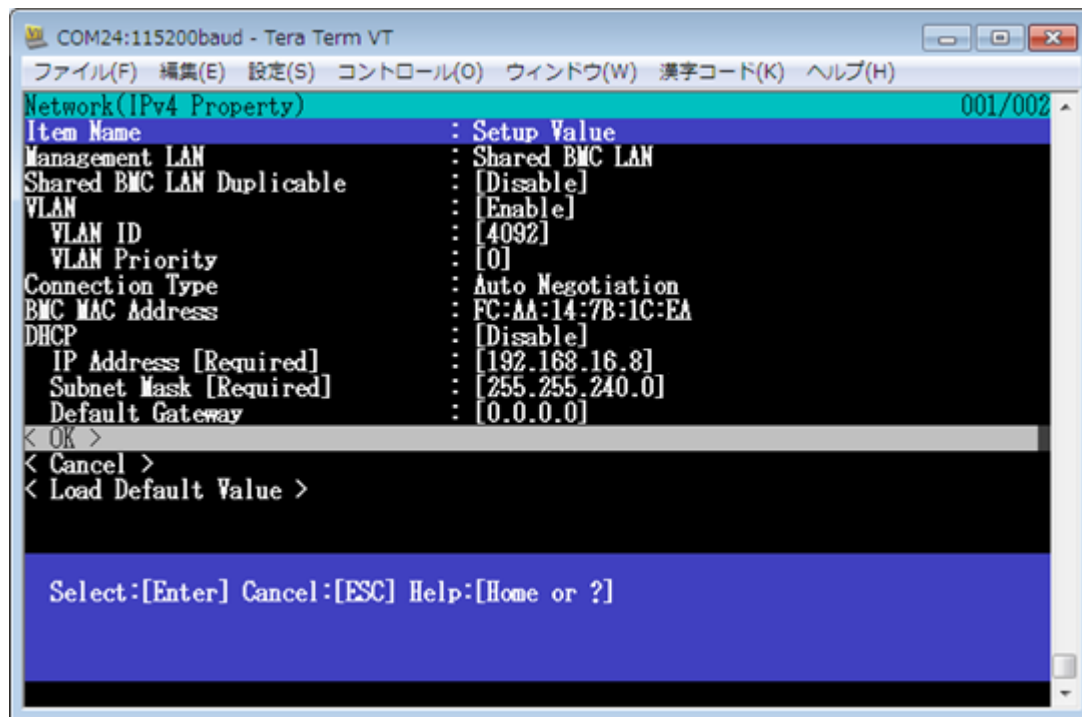 COM24:115200baud - Tera Term VT
ファイル(F) 編集(E) 設定(S) コントロール(O) ウィンドウ(W) 漢字コード(K) ヘルプ(H)
Network(IPv4 Property) 001/002
Item Name : Setup Value
Management LAN : Shared BMC LAN
Shared BMC LAN Duplicable : [Disable]
VLAN : [Enable]
VLAN ID : [4092]
VLAN Priority : [0]
Connection Type : Auto Negotiation
BMC MAC Address : FC:AA:14:7B:1C:EA
DHCP : [Disable]
IP Address [Required] : [192.168.16.8]
Subnet Mask [Required] : [255.255.240.0]
Default Gateway : [0.0.0.0]
< OK >
< Cancel >
< Load Default Value >
Select:[Enter] Cancel:[ESC] Help:[Home or ?]